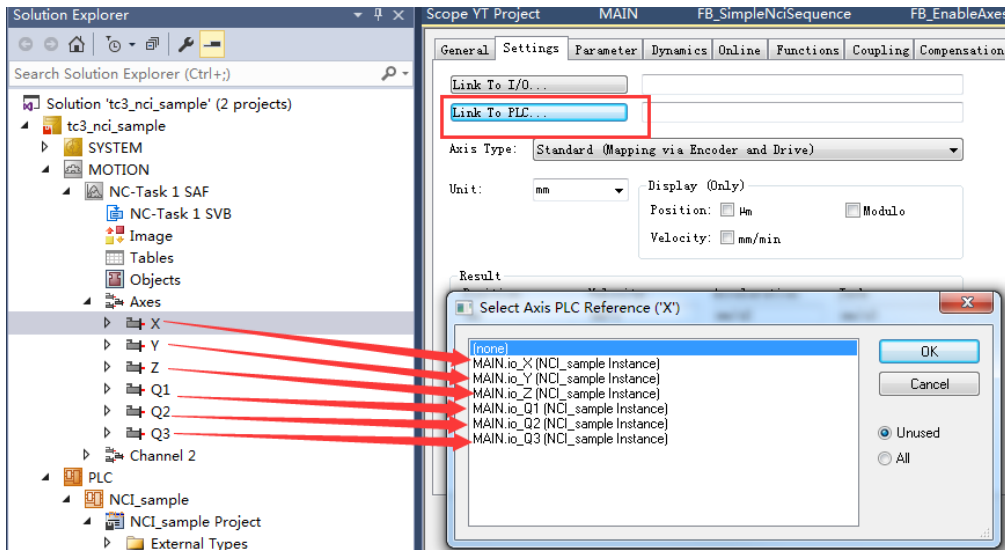 Solution Explorer
Search Solution Explorer (Ctrl+;)
Solution 'tc3_nci_sample' (2 projects)
tc3_nci_sample
SYSTEM
MOTION
NC-Task 1 SAF
NC-Task 1 SVB
Image
Tables
Objects
Axes
X
Y
Z
Q1
Q2
Q3
Channel 2
PLC
NCI_sample
NCI_sample Project
External Types
Scope YT Project MAIN FB_SimpleNciSequence FB_EnableAxes
General Settings Parameter Dynamics Online Functions Coupling Compensation
Link To I/O...
Link To PLC...
Axis Type: Standard (Mapping via Encoder and Drive)
Unit: mm Display (Only)
Position: μm Modulo
Velocity: mm/min
Result
Select Axis PLC Reference ('X')
(none)
MAIN.io_X (NCI_sample Instance)
MAIN.io_Y (NCI_sample Instance)
MAIN.io_Z (NCI_sample Instance)
MAIN.io_Q1 (NCI_sample Instance)
MAIN.io_Q2 (NCI_sample Instance)
MAIN.io_Q3 (NCI_sample Instance)
OK
Cancel
Unused
All